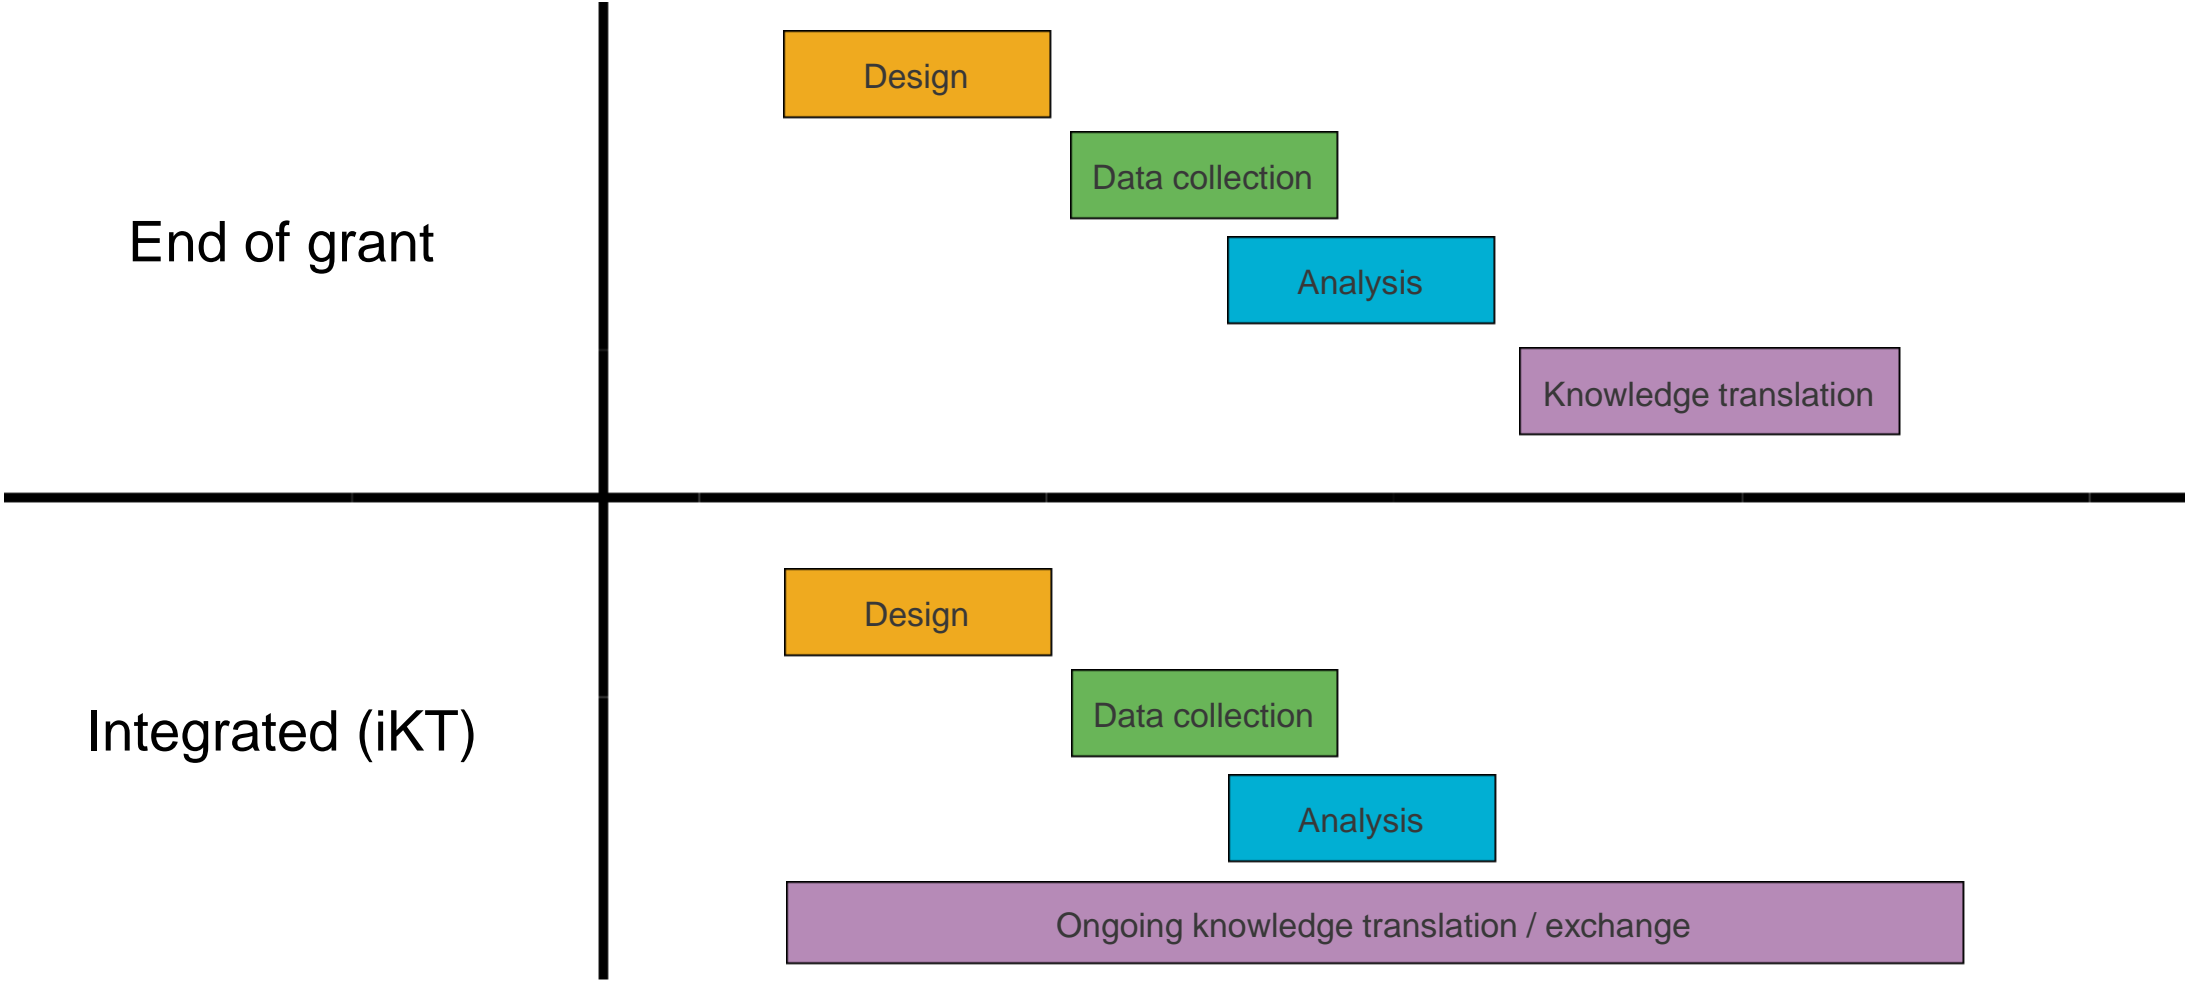 End of grant
Design
Data collection
Analysis
Knowledge translation
Integrated (iKT)
Design
Data collection
Analysis
Ongoing knowledge translation / exchange